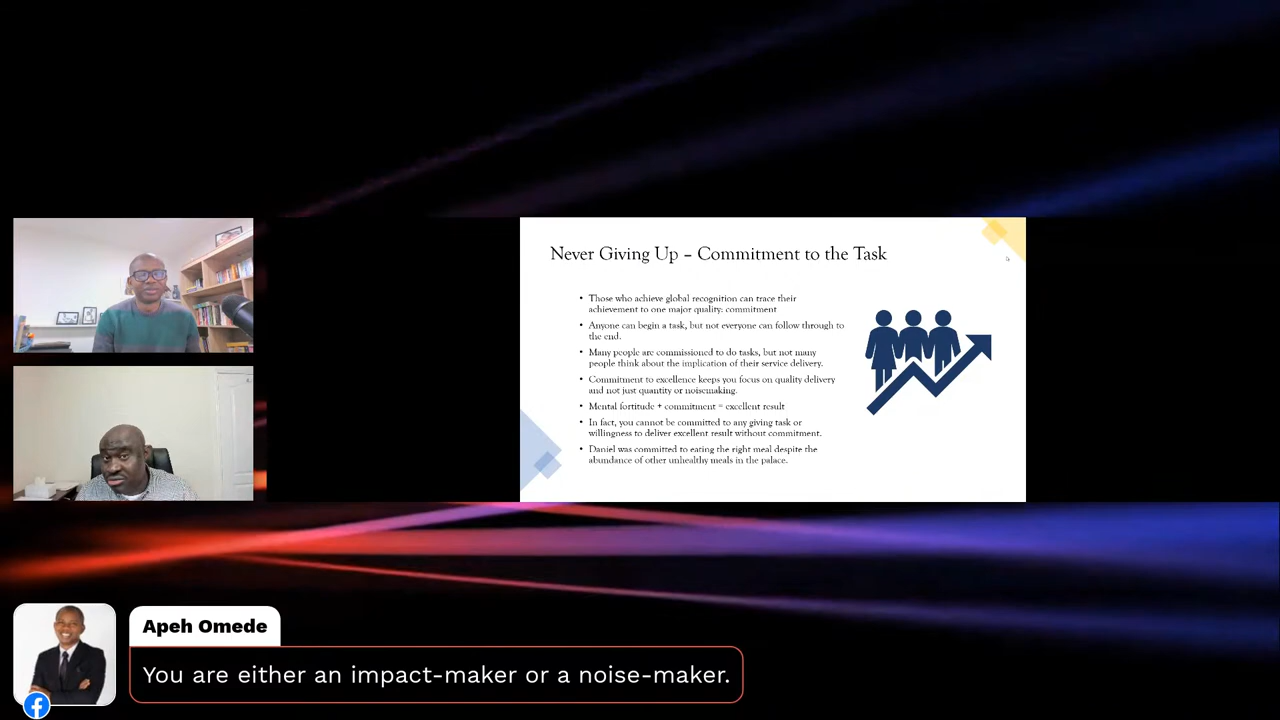 Never Giving Up – Commitment to the Task
• Those who achieve global recognition can trace their
achievement to one major quality: commitment
• Anyone can begin a task, but not everyone can follow through to
the end.
• Many people are commissioned to do tasks, but not many
people think about the implication of their service delivery.
• Commitment to excellence keeps you focus on quality delivery
and not just quantity or noisemaking.
• Mental fortitude + commitment = excellent result
• In fact, you cannot be committed to any giving task or
willingness to deliver excellent result without commitment.
• Daniel was committed to eating the right meal despite the
abundance of other unhealthy meals in the palace.
Apeh Omede
You are either an impact-maker or a noise-maker.